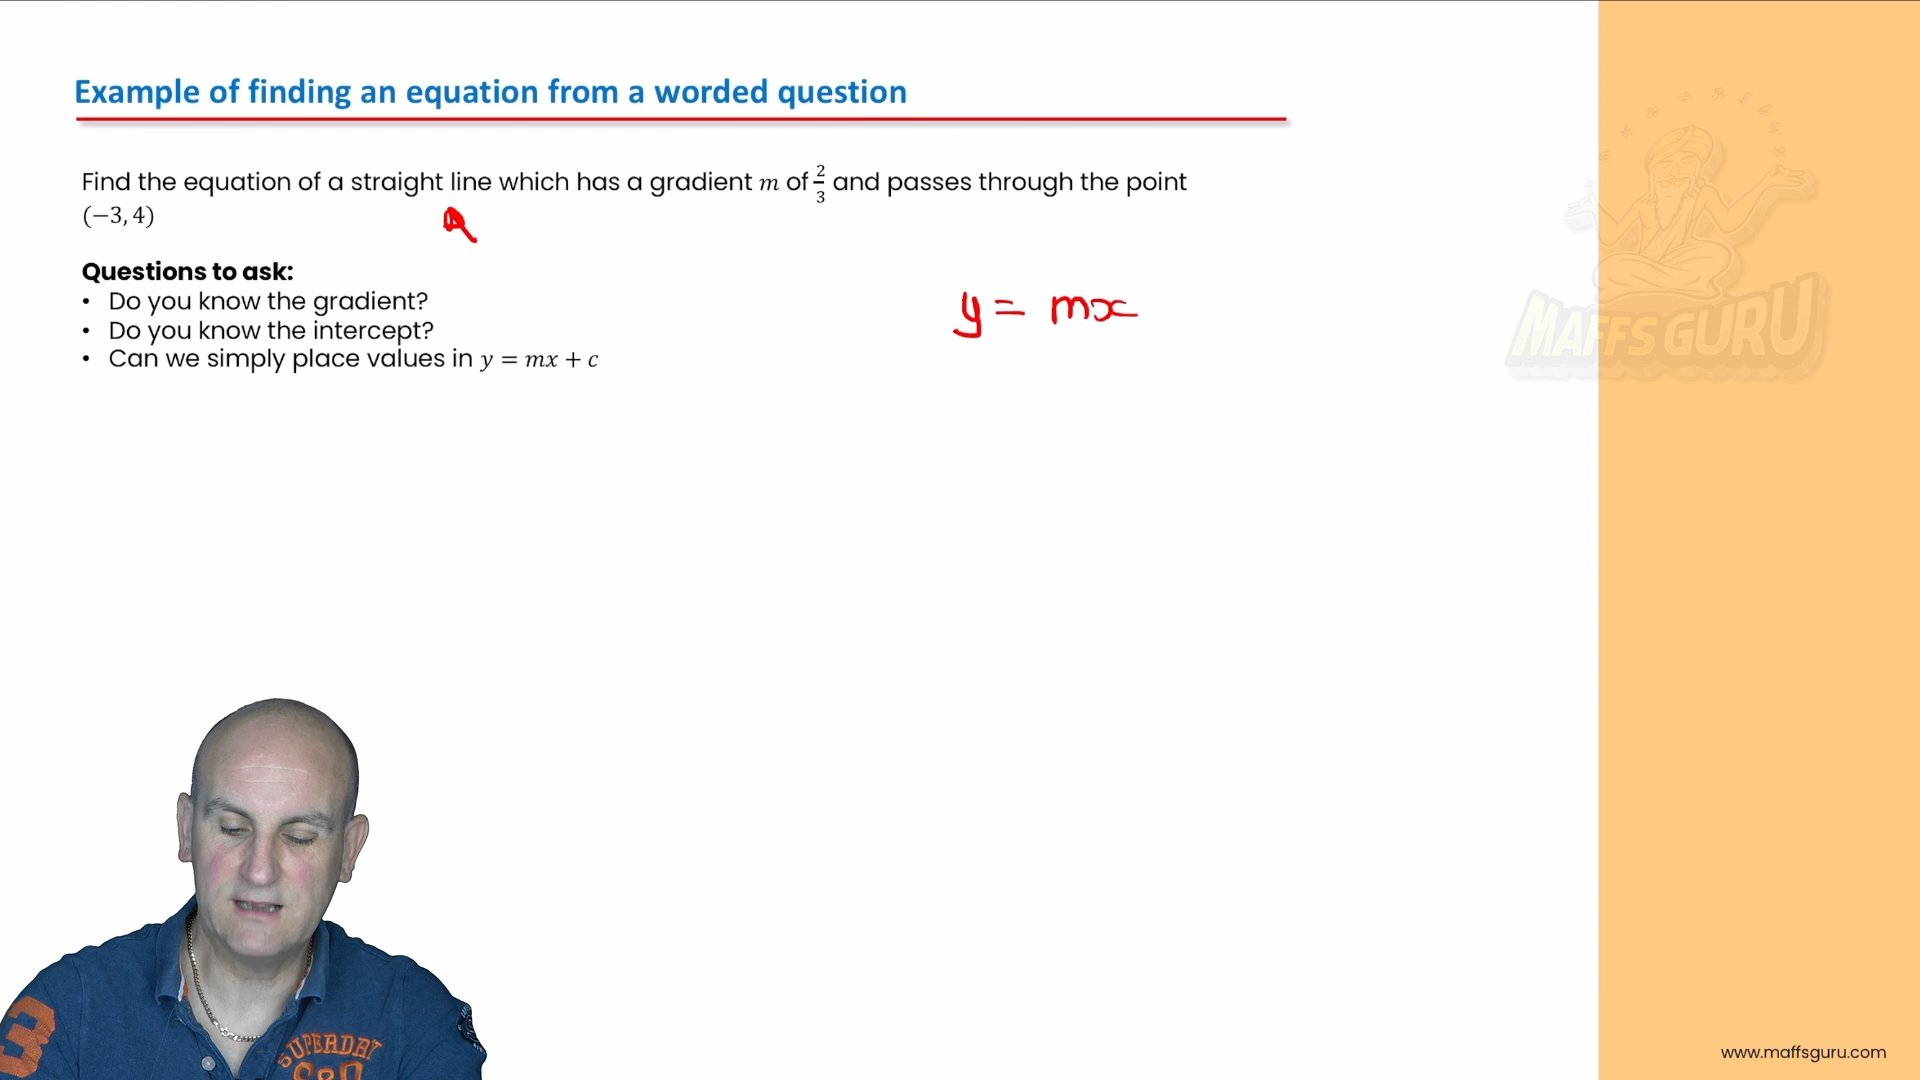 Example of finding an equation from a worded question
Find the equation of a straight line which has a gradient m of 2/3 and passes through the point
(−3, 4)
Questions to ask:
• Do you know the gradient?
• Do you know the intercept?
• Can we simply place values in y = mx + c
y = mx
MAFFS GURU
3
SUPERDRY
www.maffsguru.com